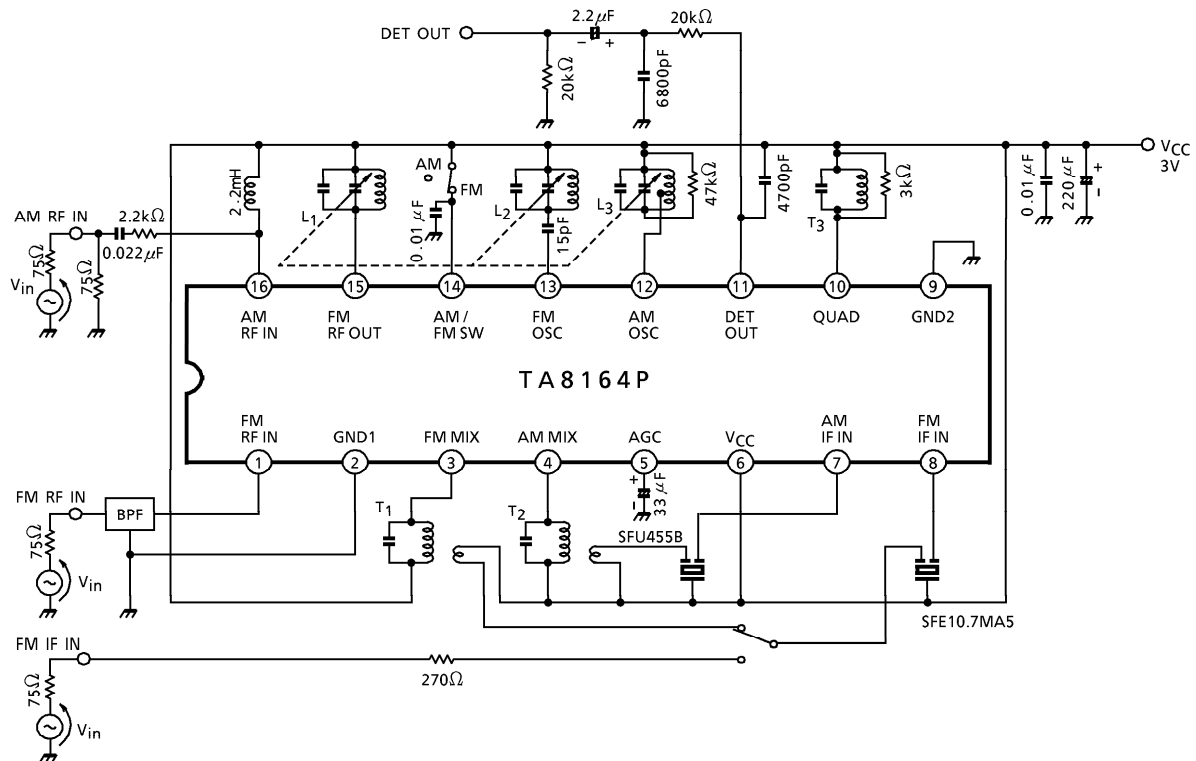 DET OUT
2.2μF
− +
20kΩ
20kΩ
6800pF
VCC
3V
AM RF IN
2.2kΩ
0.022μF
75Ω
75Ω
Vin
2.2mH
L1
AM
FM
0.01μF
L2
15pF
L3
47kΩ
4700pF
T3
3kΩ
0.01μF
220μF
+
−
16
15
14
13
12
11
10
9
AM
RF IN
FM
RF OUT
AM /
FM SW
FM
OSC
AM
OSC
DET
OUT
QUAD
GND2
TA8164P
FM
RF IN
GND1
FM MIX
AM MIX
AGC
VCC
AM
IF IN
FM
IF IN
1
2
3
4
5
6
7
8
FM RF IN
BPF
75Ω
Vin
T1
T2
+
−
33μF
SFU455B
SFE10.7MA5
FM IF IN
75Ω
Vin
270Ω